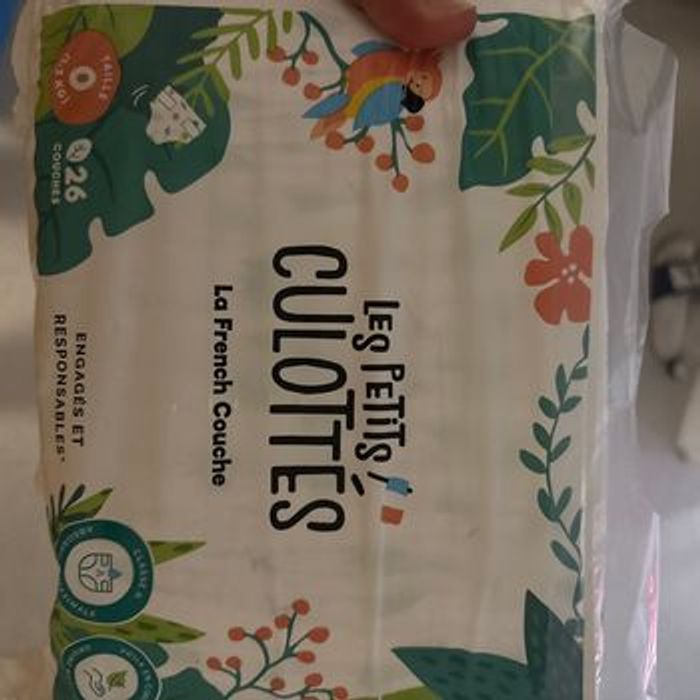 TAILLE
0
26
COUCHES
LES PETITS
CULOTTÉS
La French Couche
ENGAGÉS ET
RESPONSABLES*